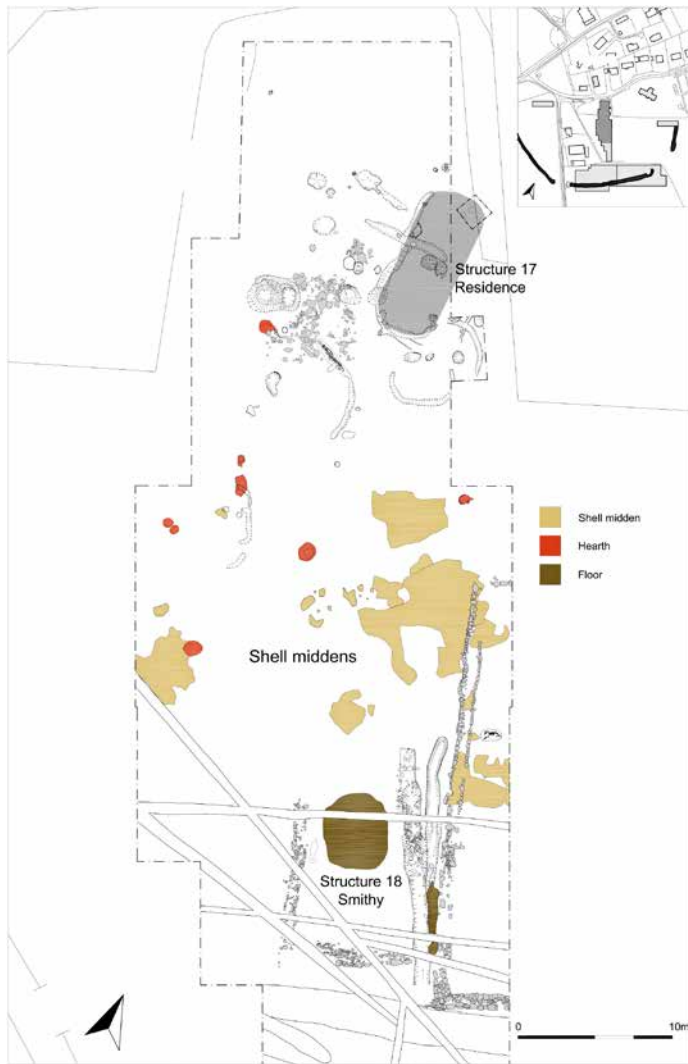 Structure 17
Residence
Shell midden
Hearth
Floor
Shell middens
Structure 18
Smithy
0
10m